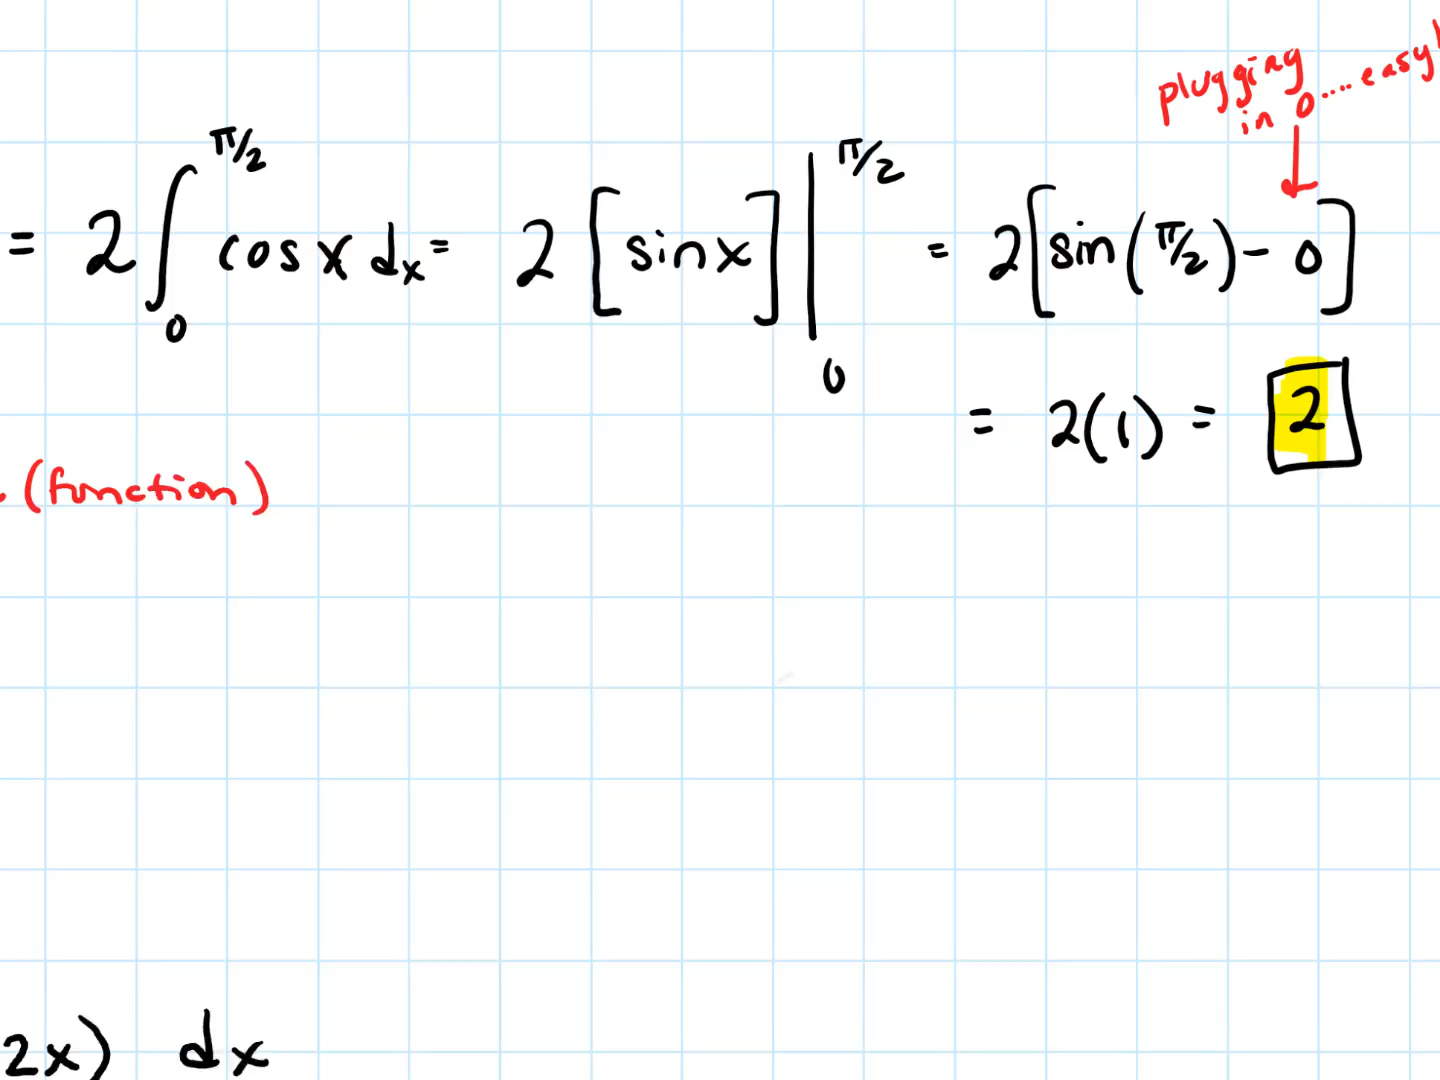 plugging in 0 .... easy!
= 2 ∫₀^π/2 cos x dx = 2 [sin x] |₀^π/2 = 2[sin(π/2) - 0]
= 2(1) = 2
(function)
2x) dx